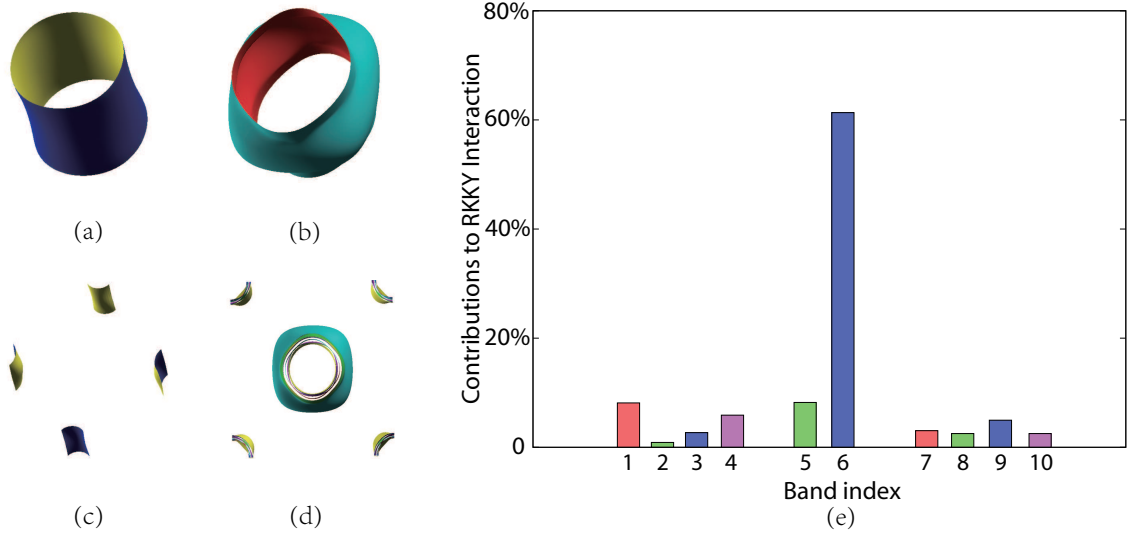 (a)
(b)
(c)
(d)
Contributions to RKKY Interaction
80%
60%
40%
20%
0
1 2 3 4 5 6 7 8 9 10
Band index
(e)